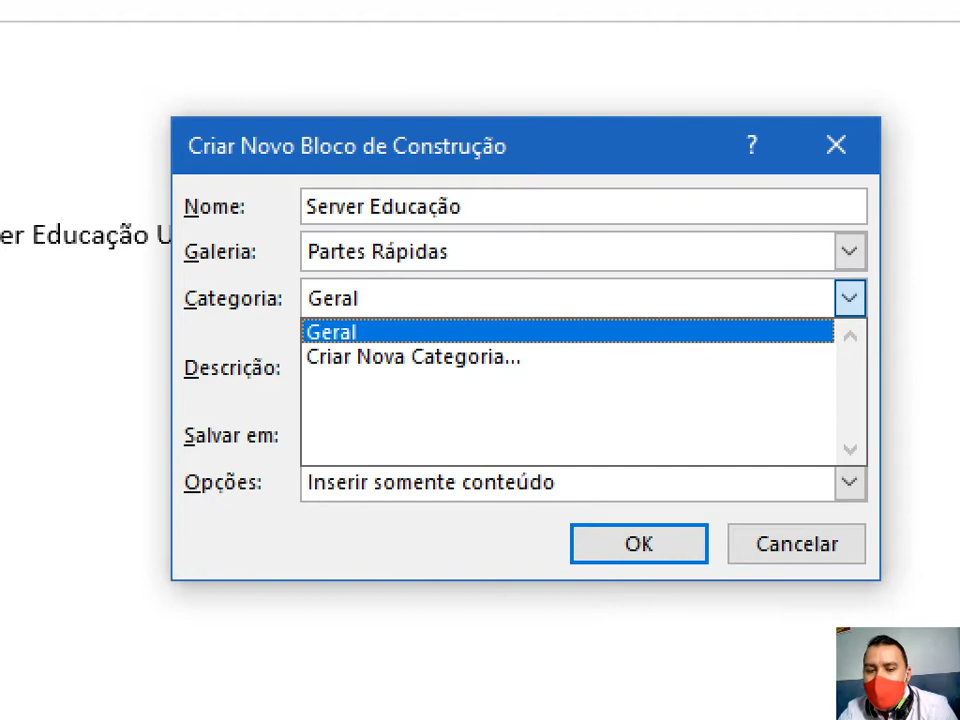 Criar Novo Bloco de Construção ?
Nome: Server Educação
er Educação U
Galeria: Partes Rápidas
Categoria: Geral
Geral
Criar Nova Categoria...
Descrição:
Salvar em:
Opções: Inserir somente conteúdo
OK Cancelar